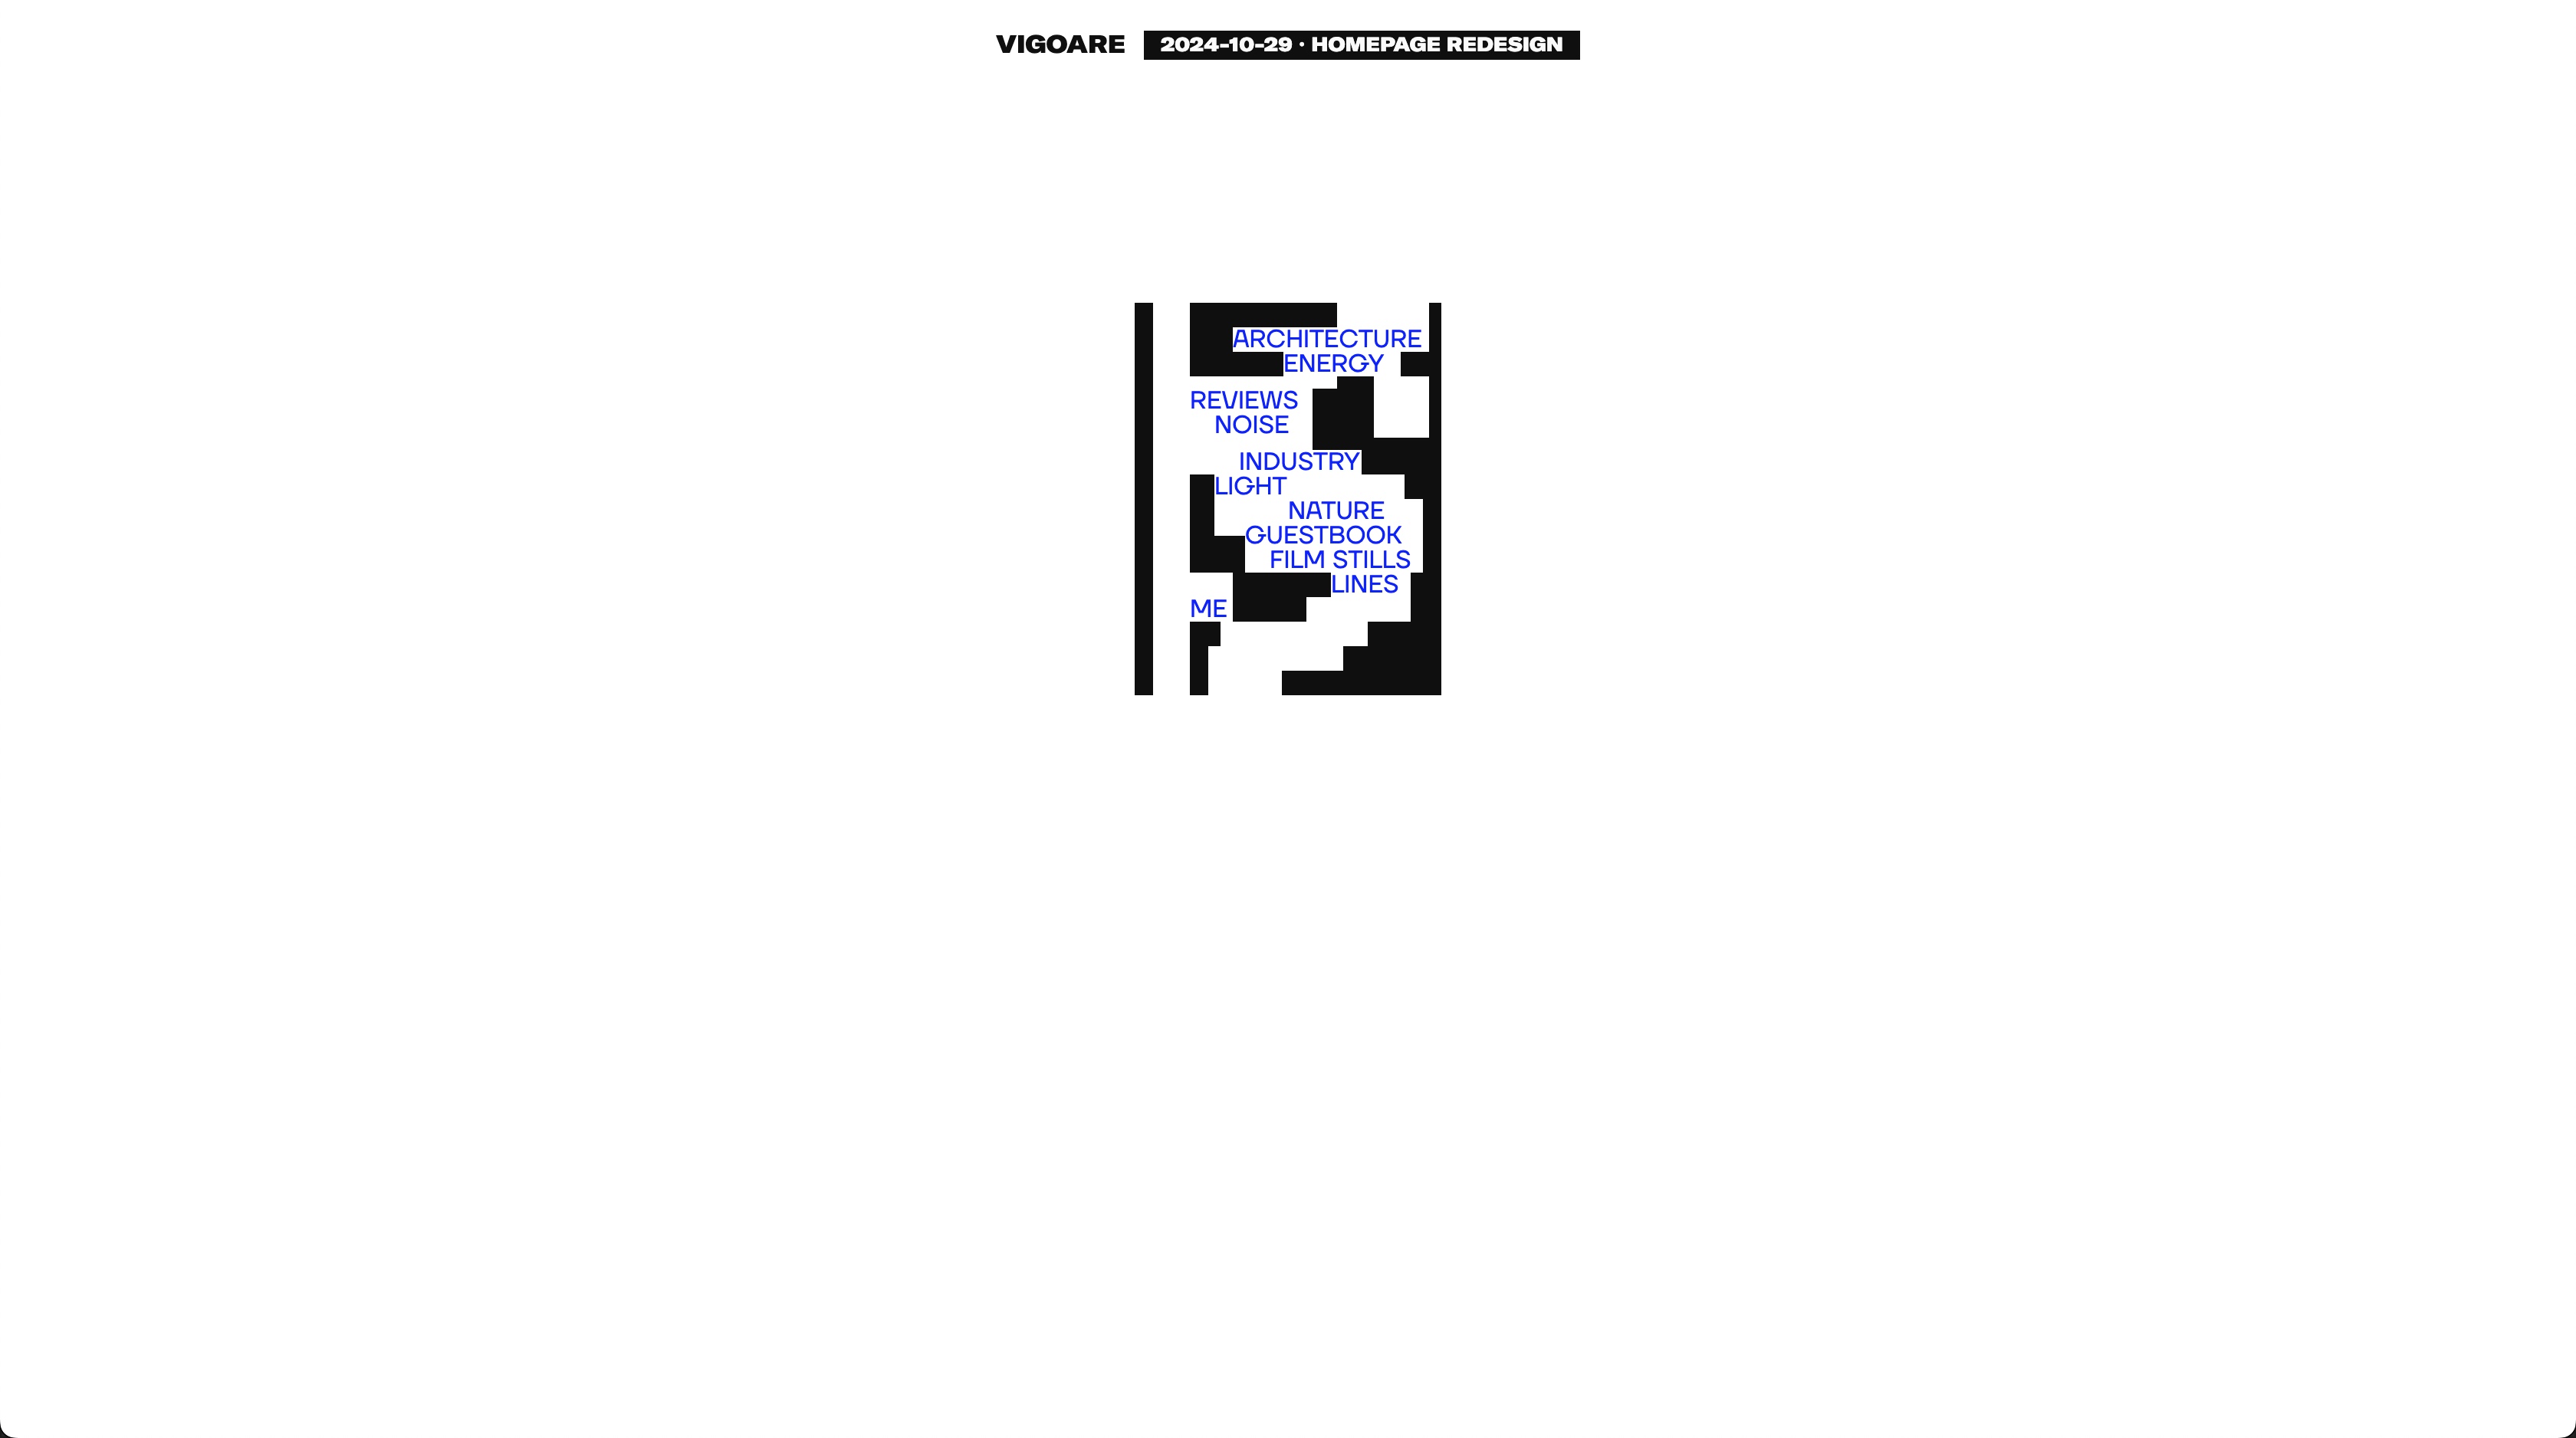 VIGOARE 2024-10-29 · HOMEPAGE REDESIGN
ARCHITECTURE
ENERGY
REVIEWS
NOISE
INDUSTRY
LIGHT
NATURE
GUESTBOOK
FILM STILLS
LINES
ME